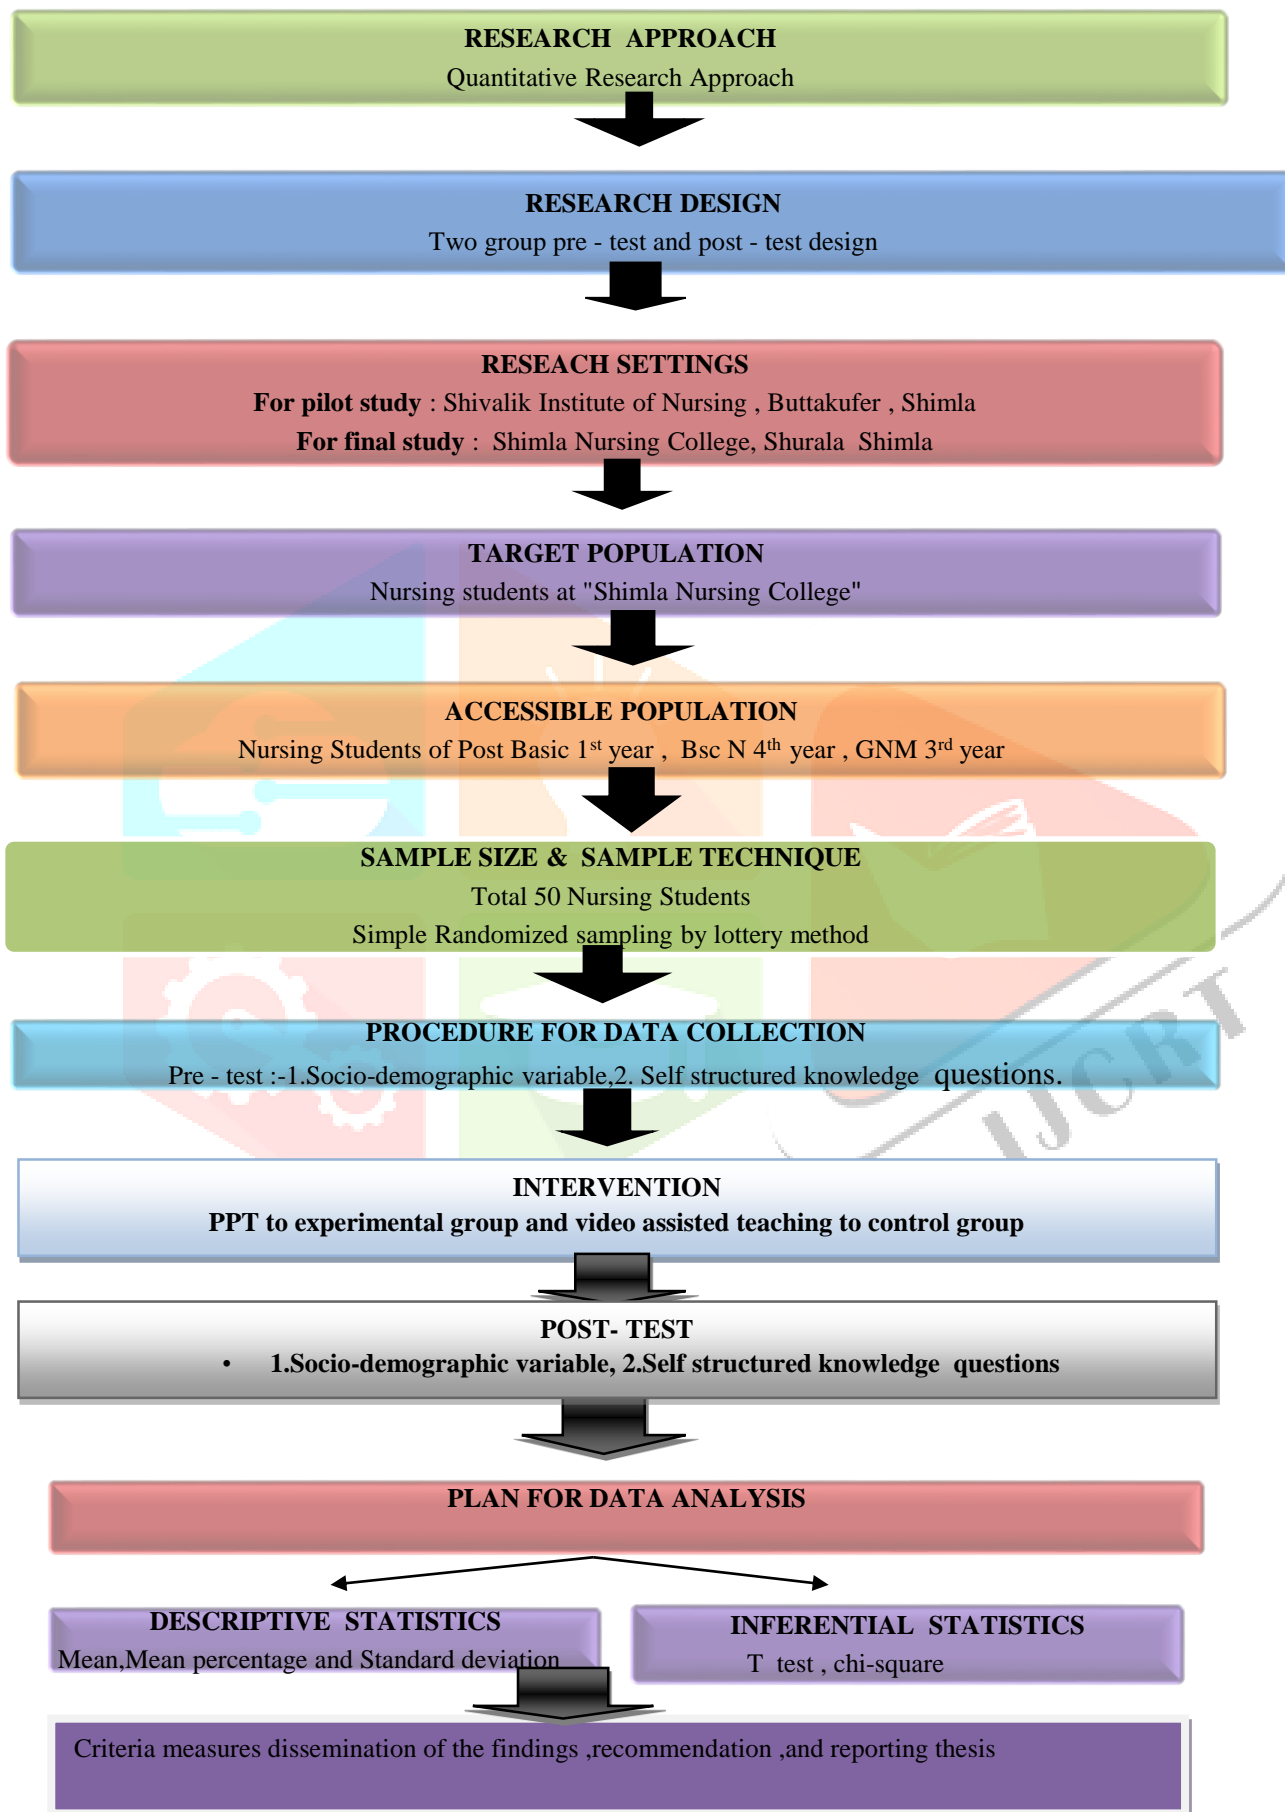 RESEARCH APPROACH
Quantitative Research Approach
RESEARCH DESIGN
Two group pre - test and post - test design
RESEACH SETTINGS
For pilot study : Shivalik Institute of Nursing , Buttakufer , Shimla
For final study : Shimla Nursing College, Shurala Shimla
TARGET POPULATION
Nursing students at "Shimla Nursing College"
ACCESSIBLE POPULATION
Nursing Students of Post Basic 1st year , Bsc N 4th year , GNM 3rd year
SAMPLE SIZE & SAMPLE TECHNIQUE
Total 50 Nursing Students
Simple Randomized sampling by lottery method
PROCEDURE FOR DATA COLLECTION
Pre - test :-1.Socio-demographic variable,2. Self structured knowledge questions.
IJCRT
INTERVENTION
PPT to experimental group and video assisted teaching to control group
POST- TEST
• 1.Socio-demographic variable, 2.Self structured knowledge questions
PLAN FOR DATA ANALYSIS
DESCRIPTIVE STATISTICS
Mean,Mean percentage and Standard deviation
INFERENTIAL STATISTICS
T test , chi-square
Criteria measures dissemination of the findings ,recommendation ,and reporting thesis